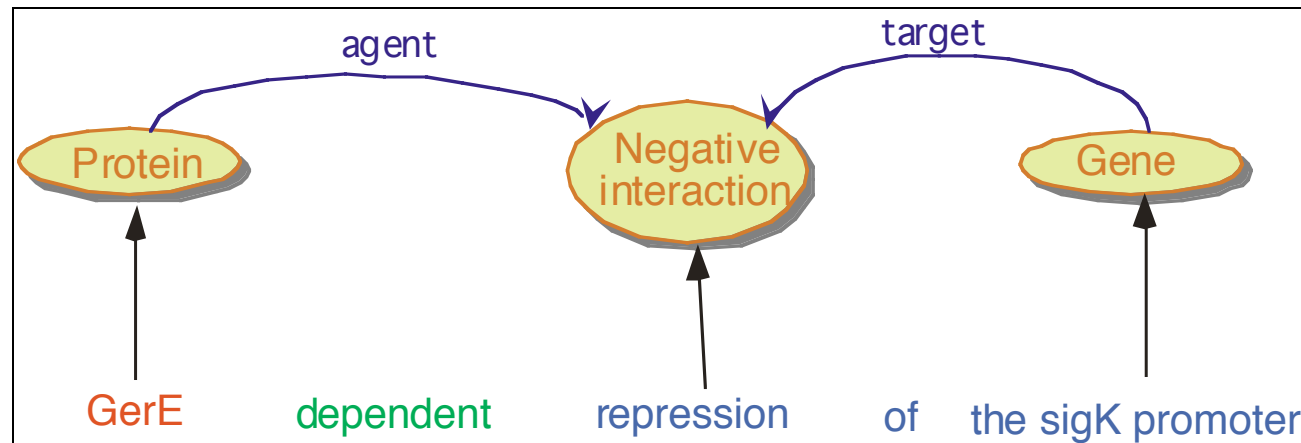 agent target
Protein Negative interaction Gene
GerE dependent repression of the sigK promoter